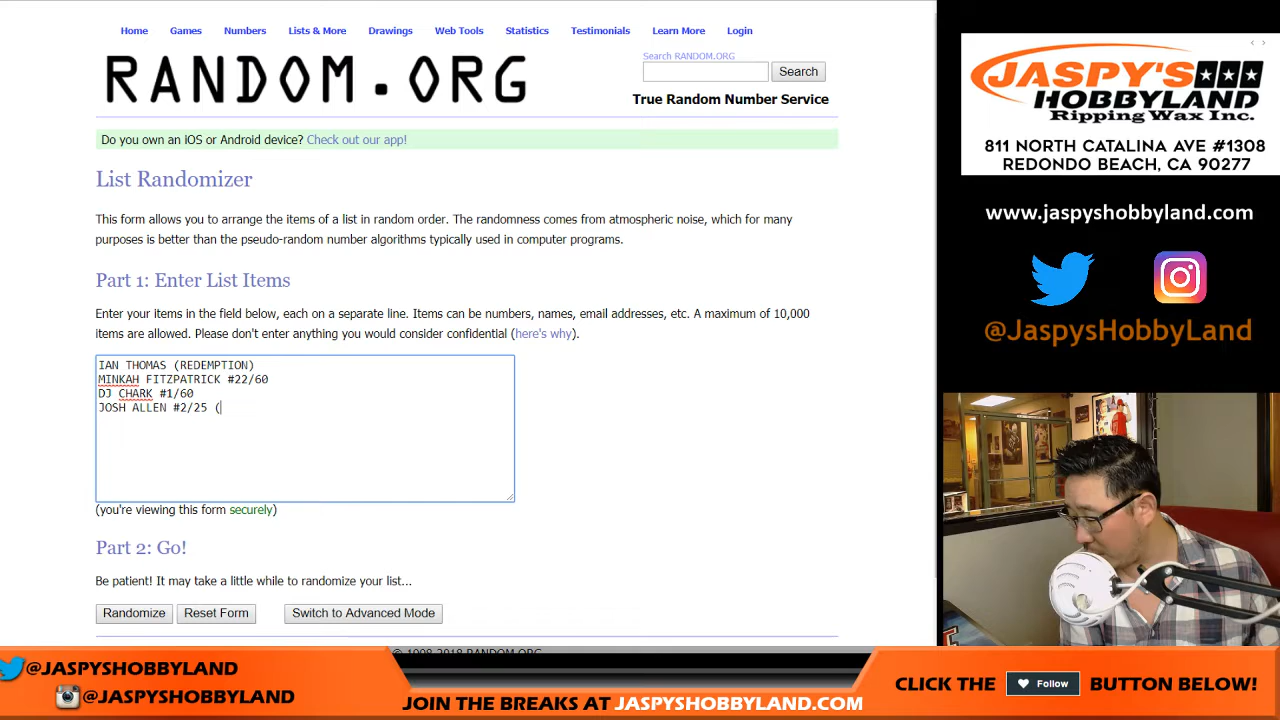 Home Games Numbers Lists & More Drawings Web Tools Statistics Testimonials Learn More Login
RANDOM.ORG
Search RANDOM.ORG
Search
True Random Number Service
Do you own an iOS or Android device? Check out our app!
List Randomizer
This form allows you to arrange the items of a list in random order. The randomness comes from atmospheric noise, which for many
purposes is better than the pseudo-random number algorithms typically used in computer programs.
Part 1: Enter List Items
Enter your items in the field below, each on a separate line. Items can be numbers, names, email addresses, etc. A maximum of 10,000
items are allowed. Please don't enter anything you would consider confidential (here's why).
IAN THOMAS (REDEMPTION)
MINKAH FITZPATRICK #22/60
DJ CHARK #1/60
JOSH ALLEN #2/25 (
(you're viewing this form securely)
Part 2: Go!
Be patient! It may take a little while to randomize your list...
Randomize Reset Form Switch to Advanced Mode
© 1998-2018 RANDOM.ORG
JASPY'S
HOBBYLAND
Ripping Wax Inc.
811 NORTH CATALINA AVE #1308
REDONDO BEACH, CA 90277
www.jaspyshobbyland.com
@JaspysHobbyLand
@JASPYSHOBBYLAND
@JASPYSHOBBYLAND
JOIN THE BREAKS AT JASPYSHOBBYLAND.COM
CLICK THE Follow BUTTON BELOW!